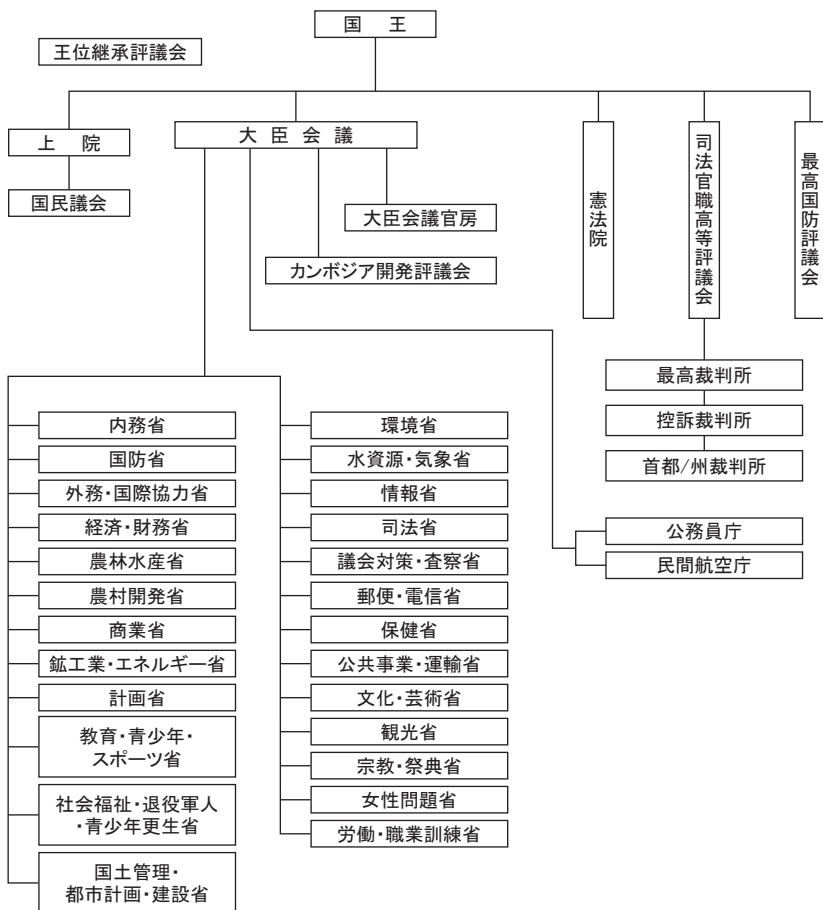 国　王
王位継承評議会
上　院
大 臣 会 議
国民議会
大臣会議官房
カンボジア開発評議会
憲法院
司法官職高等評議会
最高国防評議会
最高裁判所
控訴裁判所
首都/州裁判所
公務員庁
民間航空庁
内務省
国防省
外務・国際協力省
経済・財務省
農林水産省
農村開発省
商業省
鉱工業・エネルギー省
計画省
教育・青少年・
スポーツ省
社会福祉・退役軍人
・青少年更生省
国土管理・
都市計画・建設省
環境省
水資源・気象省
情報省
司法省
議会対策・査察省
郵便・電信省
保健省
公共事業・運輸省
文化・芸術省
観光省
宗教・祭典省
女性問題省
労働・職業訓練省